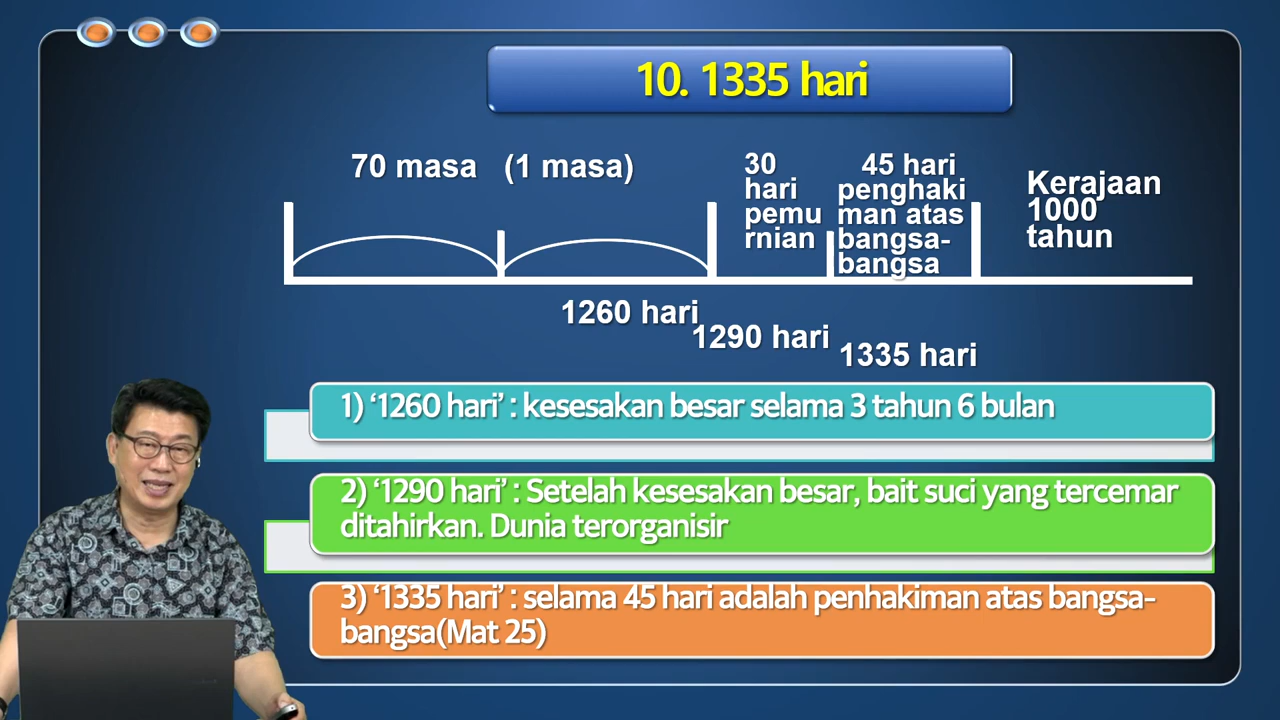 10. 1335 hari
70 masa (1 masa)
30
hari
pemu
rnian
45 hari
penghaki
man atas
bangsa-
bangsa
Kerajaan
1000
tahun
1260 hari
1290 hari
1335 hari
1) ‘1260 hari’ : kesesakan besar selama 3 tahun 6 bulan
2) ‘1290 hari’ : Setelah kesesakan besar, bait suci yang tercemar
ditahirkan. Dunia terorganisir
3) ‘1335 hari’ : selama 45 hari adalah penhakiman atas bangsa-
bangsa(Mat 25)